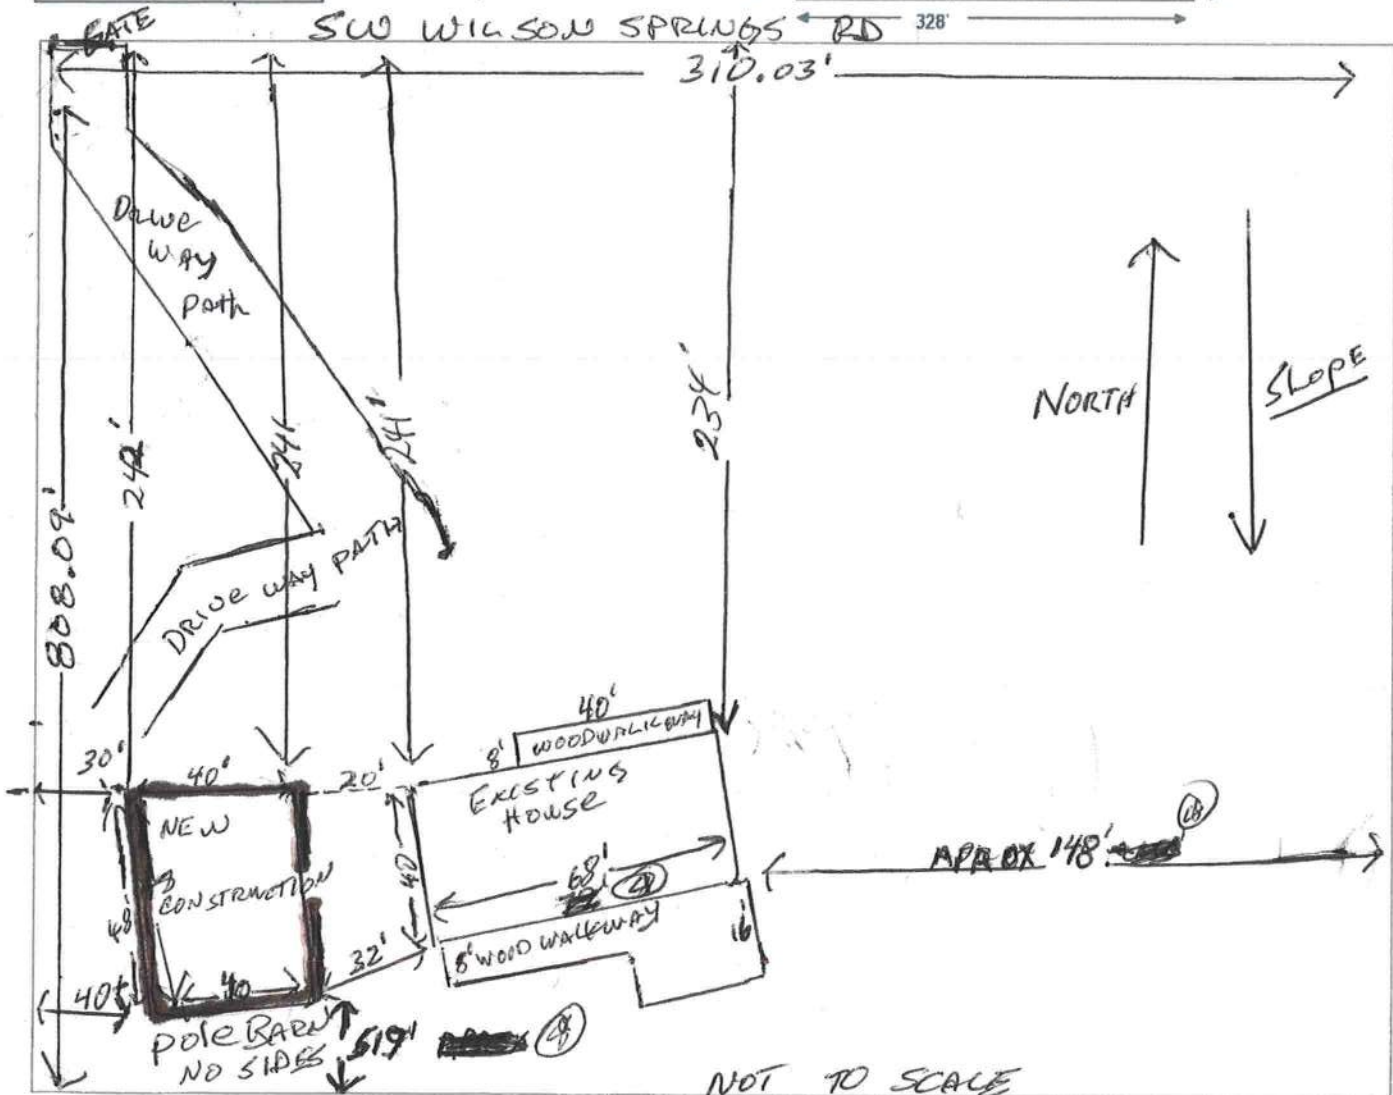 SW WILSON SPRINGS RD
328'
GATE
310.03'
Drive
way
Path
808.09'
242'
241'
241'
234'
NORTH
SLOPE
DRIVE WAY PATH
30'
40'
20'
8'
40'
WOODWALKWAY
NEW
CONSTRUCTION
EXISTING
HOUSE
48'
8
40
68'
APROX 148'
8' WOOD WALKWAY
16'
32'
40'
40
Pole BARN
NO SIDES
519'
NOT TO SCALE